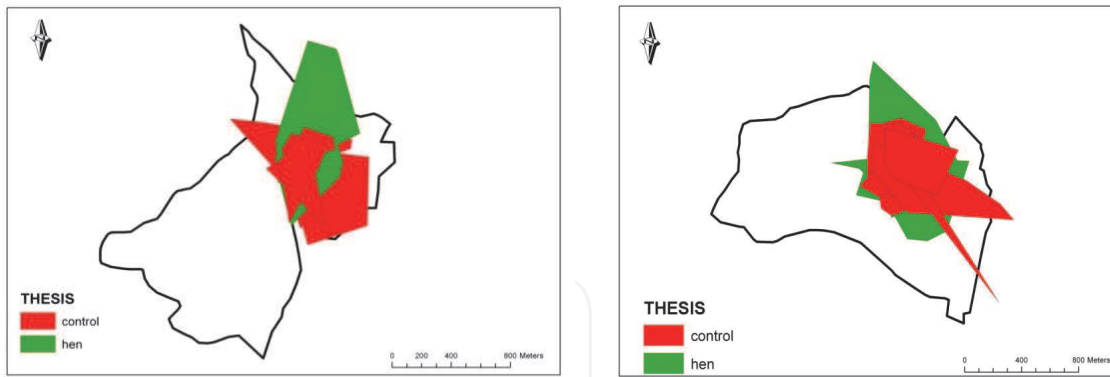 N
THESIS
control
hen
0 200 400 800 Meters
N
THESIS
control
hen
0 400 800 Meters